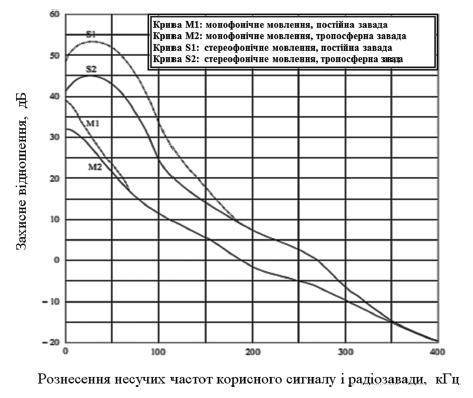 60
50
40
30
20
10
0
– 10
– 20
0
100
200
300
400
Крива М1: монофонічне мовлення, постійна завада
Крива М2: монофонічне мовлення, тропосферна завада
Крива S1: стереофонічне мовлення, постійна завада
Крива S2: стереофонічне мовлення, тропосферна завада
S1
S2
M1
M2
Захисне відношення, дБ
Рознесення несучих частот корисного сигналу і радіозавади, кГц